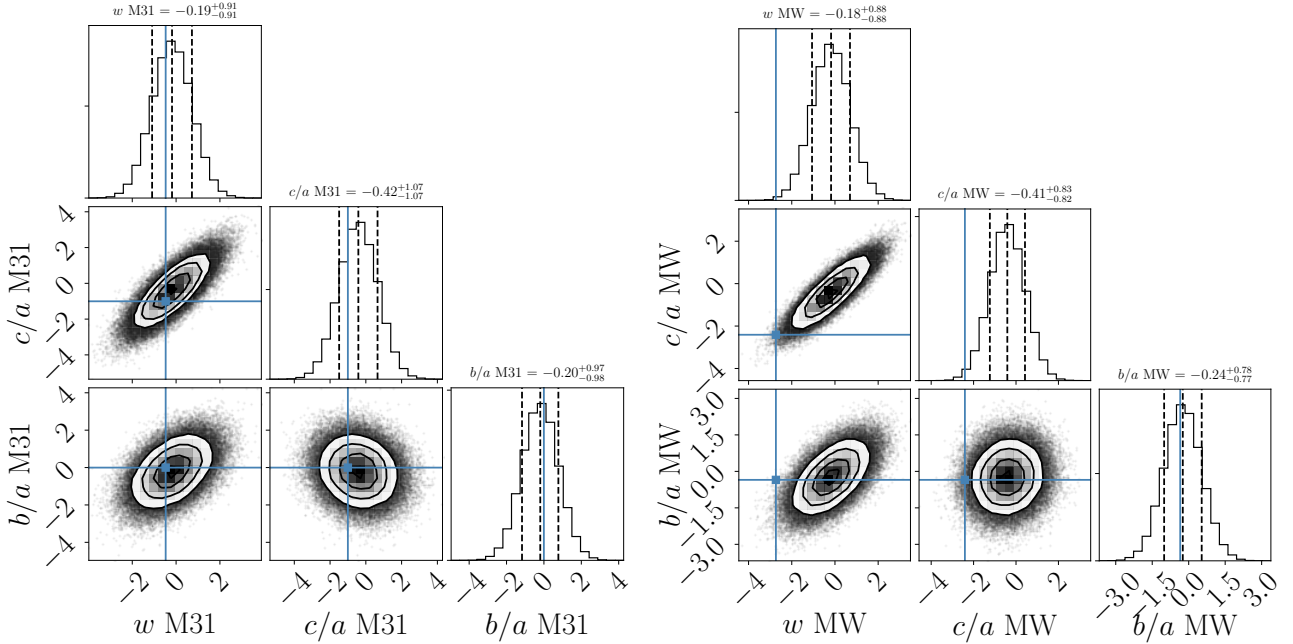 w M31 = −0.19+0.91−0.91
w MW = −0.18+0.88−0.88
c/a M31 = −0.42+1.07−1.07
c/a MW = −0.41+0.83−0.82
b/a M31 = −0.20+0.97−0.98
b/a MW = −0.24+0.78−0.77
c/a M31
4
2
0
−2
−4
b/a M31
4
2
0
−2
−4
−2 0 2
−4 −2 0 2 4
−4 −2 0 2 4
w M31
c/a M31
b/a M31
c/a MW
2
0
−2
−4
b/a MW
3.0
1.5
0.0
−1.5
−3.0
−4 −2 0 2
−4 −2 0 2
−3.0 −1.5 0.0 1.5 3.0
w MW
c/a MW
b/a MW